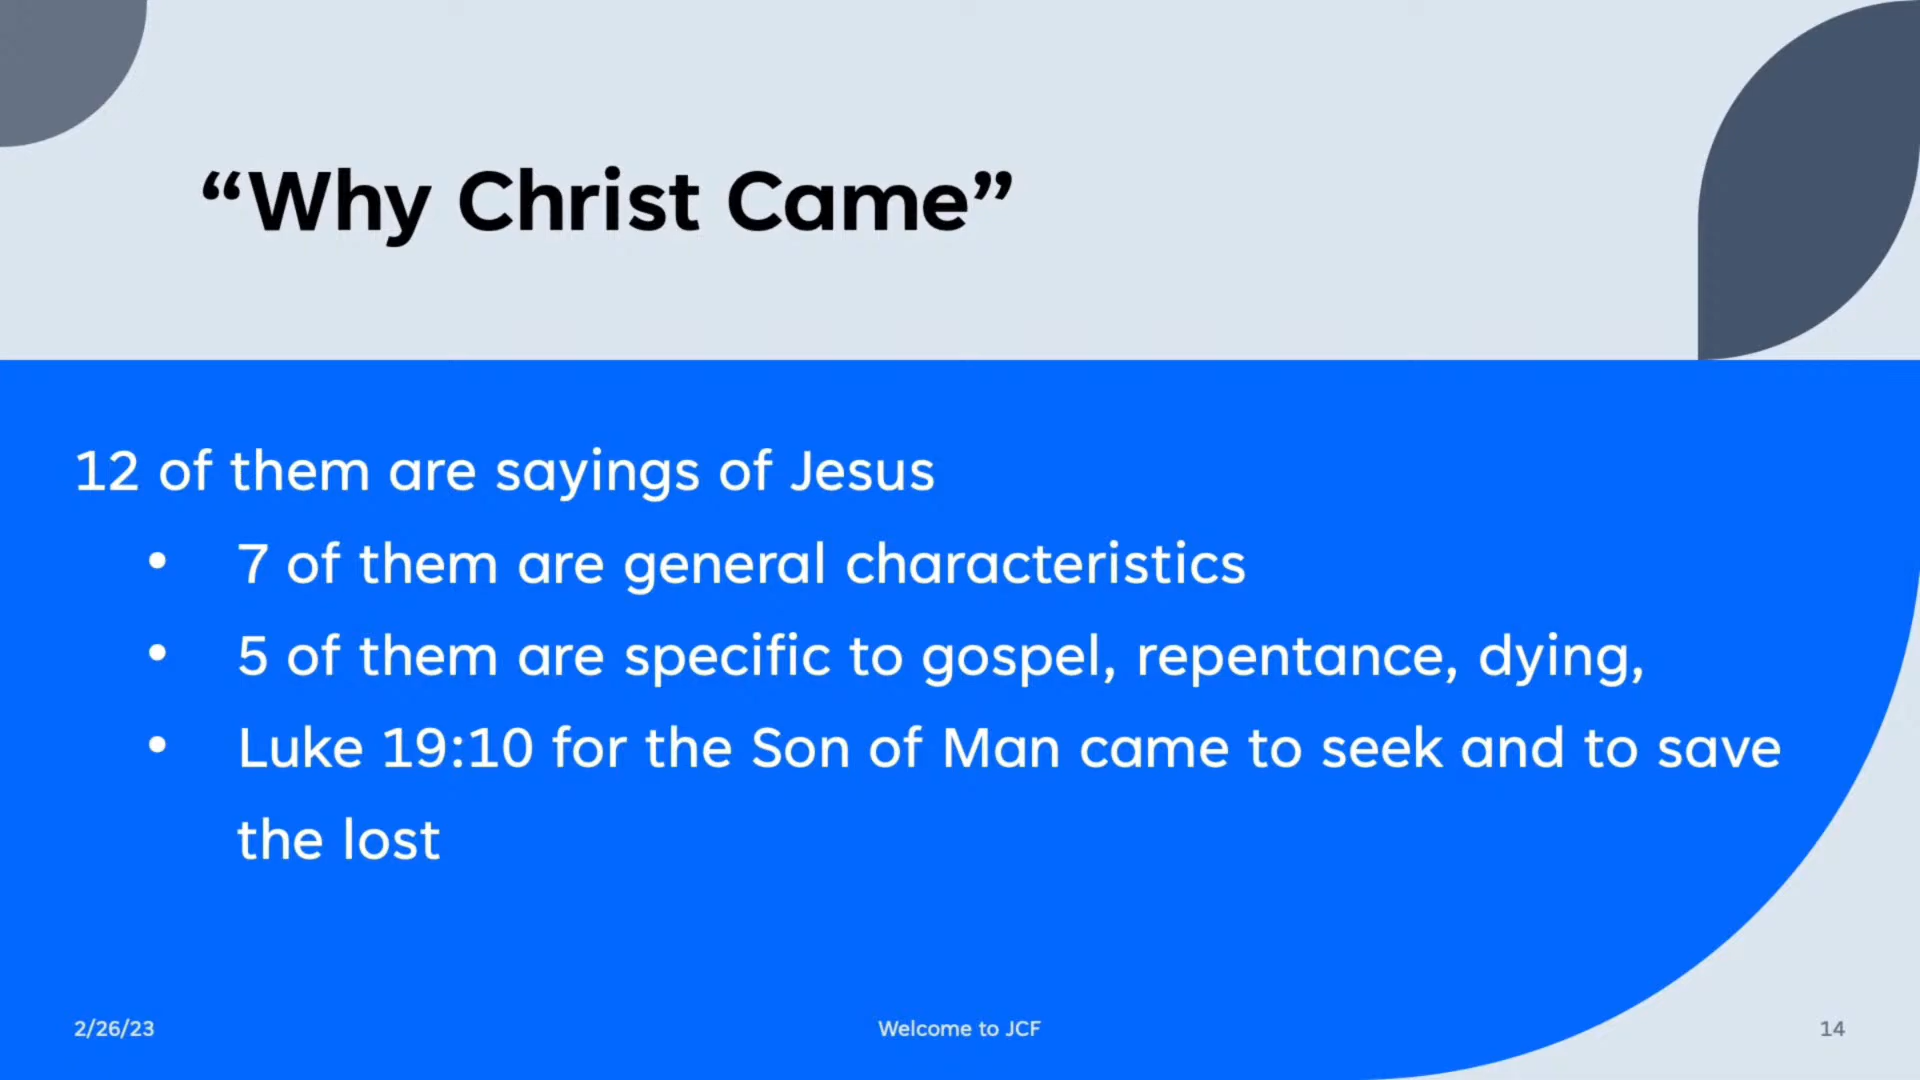 “Why Christ Came”
12 of them are sayings of Jesus
• 7 of them are general characteristics
• 5 of them are specific to gospel, repentance, dying,
• Luke 19:10 for the Son of Man came to seek and to save
the lost
2/26/23
Welcome to JCF
14